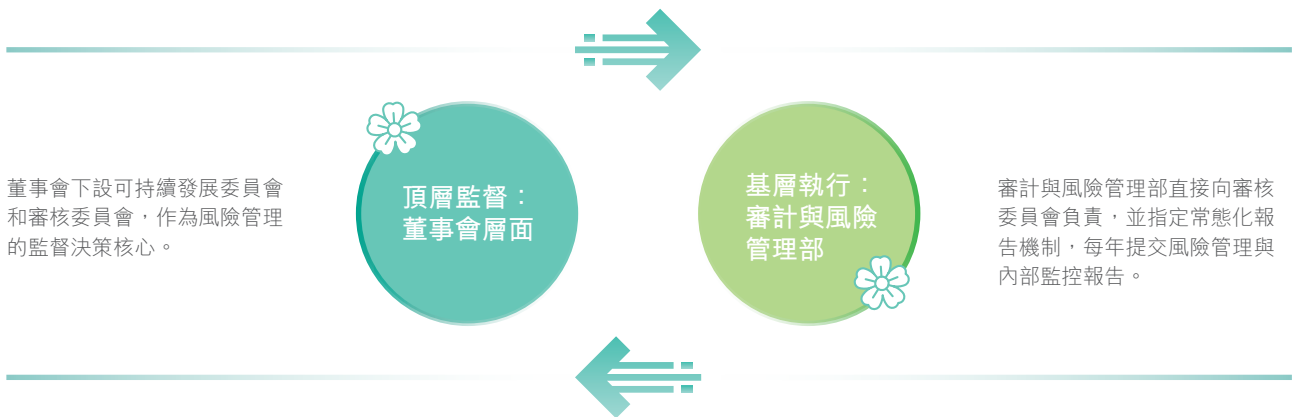 董事會下設可持續發展委員會
和審核委員會，作為風險管理
的監督決策核心。
頂層監督：
董事會層面
基層執行：
審計與風險
管理部
審計與風險管理部直接向審核
委員會負責，並指定常態化報
告機制，每年提交風險管理與
內部監控報告。